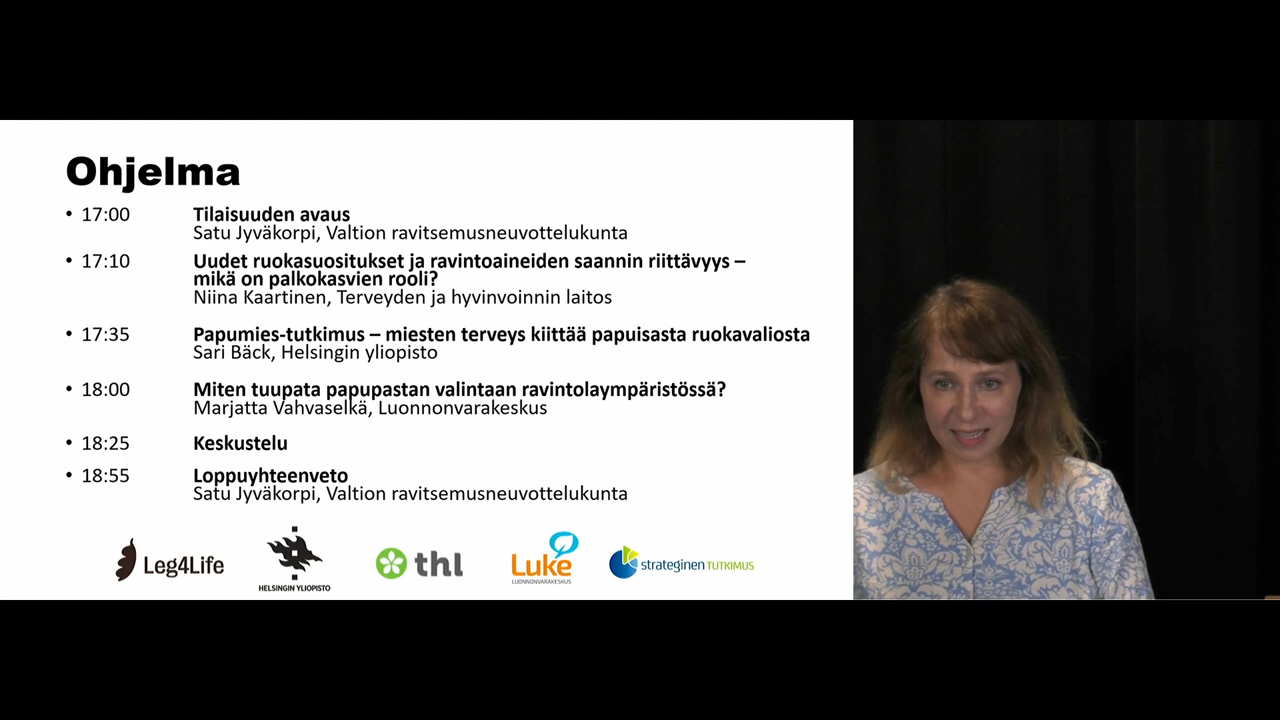 Ohjelma
• 17:00 Tilaisuuden avaus
Satu Jyväkorpi, Valtion ravitsemusneuvottelukunta
• 17:10 Uudet ruokasuositukset ja ravintoaineiden saannin riittävyys –
mikä on palkokasvien rooli?
Niina Kaartinen, Terveyden ja hyvinvoinnin laitos
• 17:35 Papumies-tutkimus – miesten terveys kiittää papuisasta ruokavaliosta
Sari Bäck, Helsingin yliopisto
• 18:00 Miten tuupata papupastan valintaan ravintolaympäristössä?
Marjatta Vahvaselkä, Luonnonvarakeskus
• 18:25 Keskustelu
• 18:55 Loppuyhteenveto
Satu Jyväkorpi, Valtion ravitsemusneuvottelukunta
Leg4Life
HELSINGIN YLIOPISTO
thl
Luke
LUONNONVARAKESKUS
strateginen TUTKIMUS